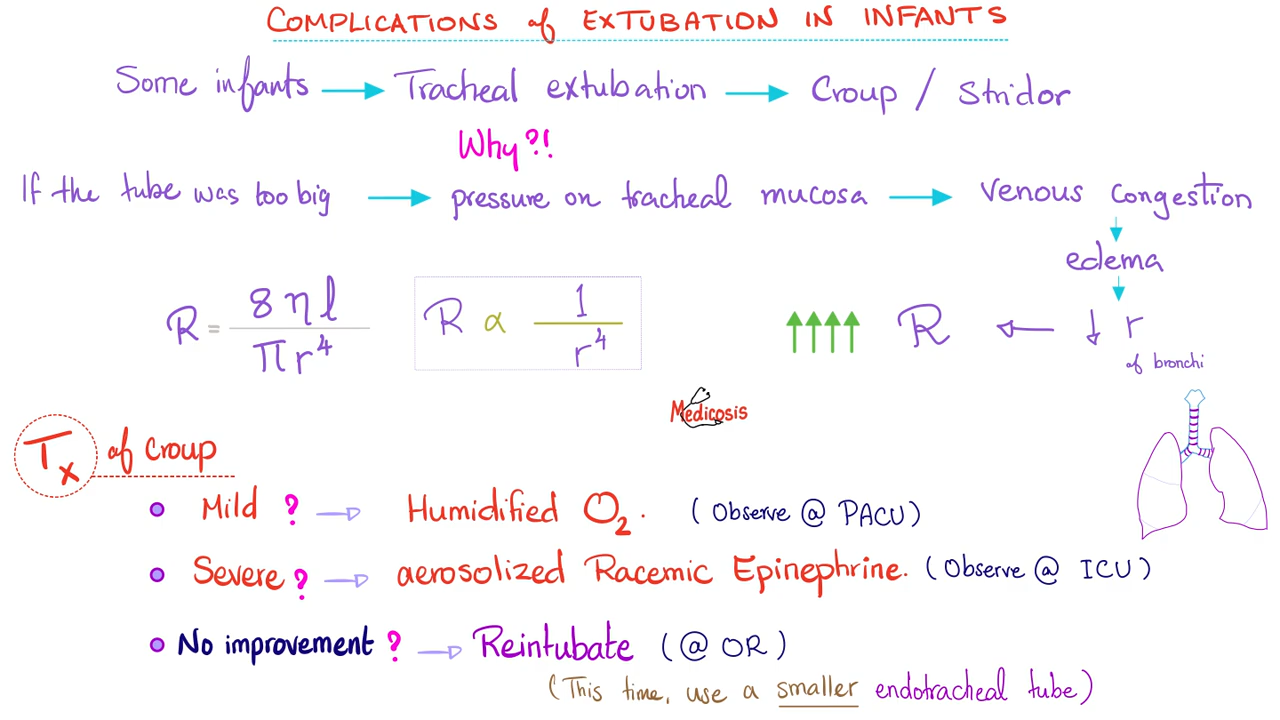 COMPLICATIONS of EXTUBATION IN INFANTS
Some infants → Tracheal extubation → Croup / Stridor
Why?!
If the tube was too big → pressure on tracheal mucosa → venous congestion
↓
edema
↓
R = 8 η l / π r⁴
R ∝ 1 / r⁴
↑↑↑↑ R ← ↓ r
of bronchi
Medicosis
Tx of Croup
Mild ? → Humidified O₂. (Observe @ PACU)
Severe ? → aerosolized Racemic Epinephrine. (Observe @ ICU)
No improvement ? → Reintubate (@ OR)
(This time, use a smaller endotracheal tube)